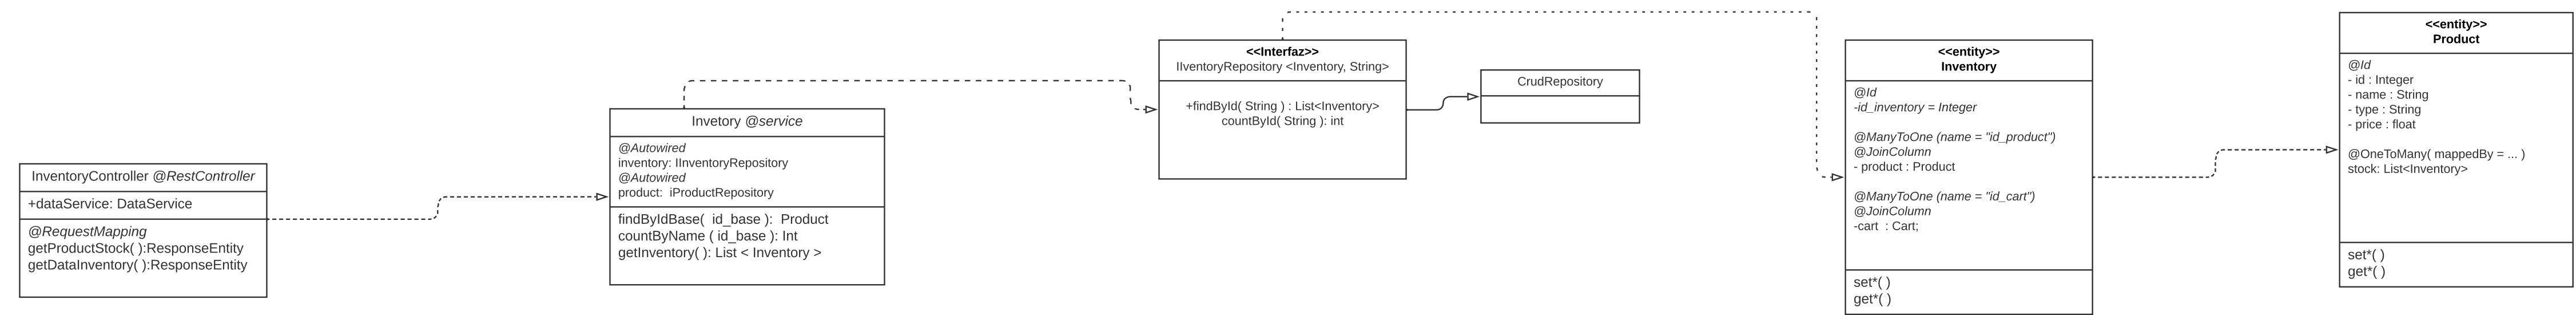 InventoryController @RestController
+dataService: DataService
@RequestMapping
getProductStock( ):ResponseEntity
getDataInventory( ):ResponseEntity
Invetory @service
@Autowired
inventory: IInventoryRepository
@Autowired
product:  iProductRepository
findByIdBase(  id_base ):  Product
countByName ( id_base ): Int
getInventory( ): List < Inventory >
<<Interfaz>>
IIventoryRepository <Inventory, String>
+findById( String ) : List<Inventory>
countById( String ): int
CrudRepository
<<entity>>
Inventory
@Id
-id_inventory = Integer
@ManyToOne (name = "id_product")
@JoinColumn
- product : Product
@ManyToOne (name = "id_cart")
@JoinColumn
-cart  : Cart;
set*( )
get*( )
<<entity>>
Product
@Id
- id : Integer
- name : String
- type : String
- price : float
@OneToMany( mappedBy = ... )
stock: List<Inventory>
set*( )
get*( )